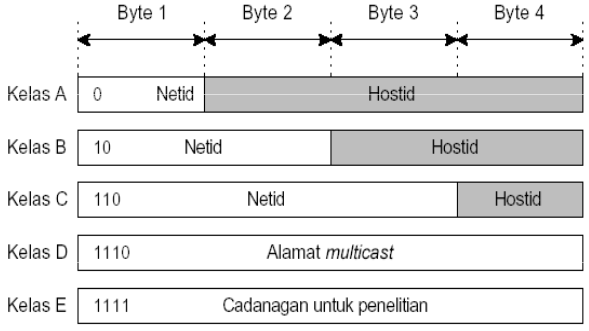 Byte 1 Byte 2 Byte 3 Byte 4
Kelas A 0 Netid Hostid
Kelas B 10 Netid Hostid
Kelas C 110 Netid Hostid
Kelas D 1110 Alamat multicast
Kelas E 1111 Cadanagan untuk penelitian